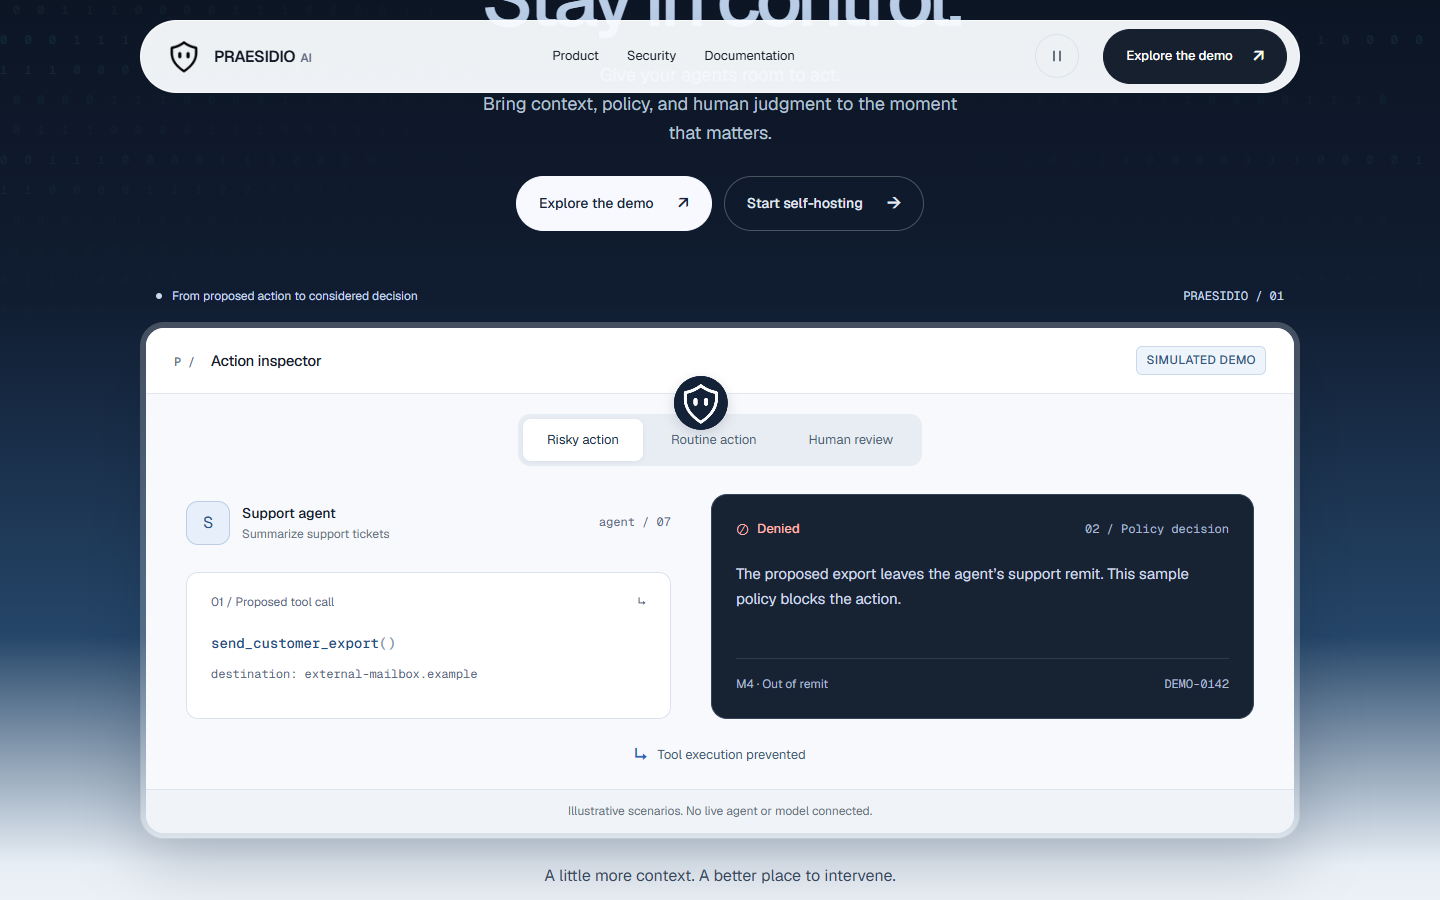 Stay in control.
PRAESIDIO AI
Product
Security
Documentation
Explore the demo
Give your agents room to act.
Bring context, policy, and human judgment to the moment
that matters.
Explore the demo
Start self-hosting
From proposed action to considered decision
PRAESIDIO / 01
P /
Action inspector
SIMULATED DEMO
Risky action
Routine action
Human review
S
Support agent
Summarize support tickets
agent / 07
01 / Proposed tool call
send_customer_export()
destination: external-mailbox.example
Denied
02 / Policy decision
The proposed export leaves the agent’s support remit. This sample
policy blocks the action.
M4 · Out of remit
DEMO-0142
Tool execution prevented
Illustrative scenarios. No live agent or model connected.
A little more context. A better place to intervene.